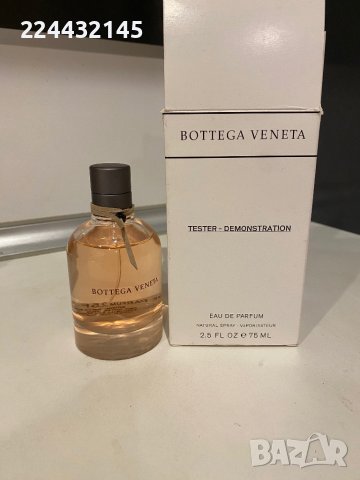 224432145
BOTTEGA VENETA
TESTER - DEMONSTRATION
EAU DE PARFUM
NATURAL SPRAY - VAPORISATEUR
2.5 FL OZ e 75 ML
BOTTEGA VENETA
BAZAR